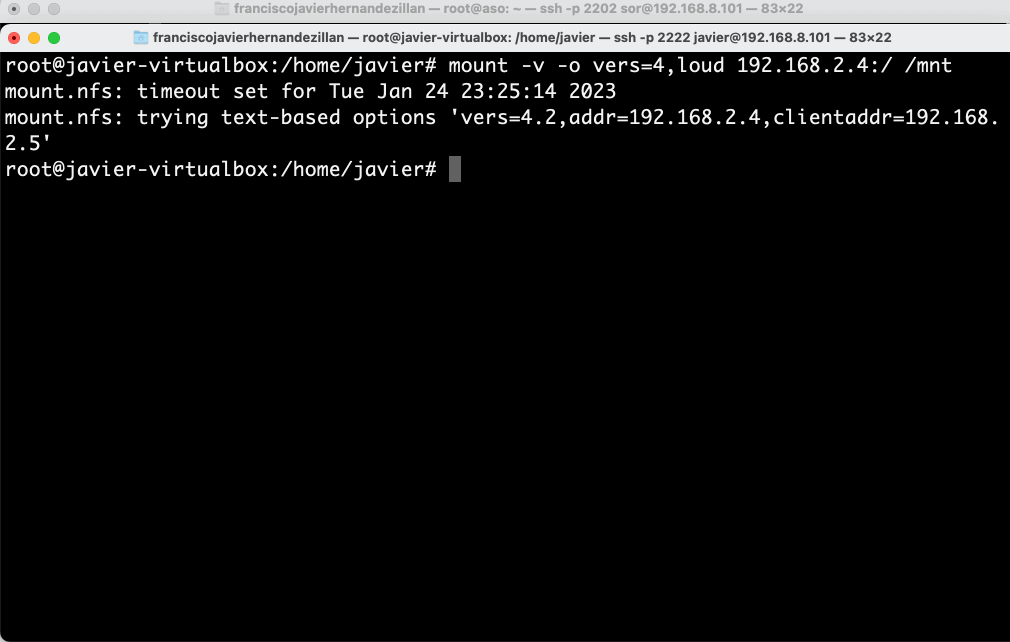 franciscojavierhernandezillan — root@aso: ~ — ssh -p 2202 sor@192.168.8.101 — 83×22
franciscojavierhernandezillan — root@javier-virtualbox: /home/javier — ssh -p 2222 javier@192.168.8.101 — 83×22
root@javier-virtualbox:/home/javier# mount -v -o vers=4,loud 192.168.2.4:/ /mnt
mount.nfs: timeout set for Tue Jan 24 23:25:14 2023
mount.nfs: trying text-based options 'vers=4.2,addr=192.168.2.4,clientaddr=192.168.
2.5'
root@javier-virtualbox:/home/javier#